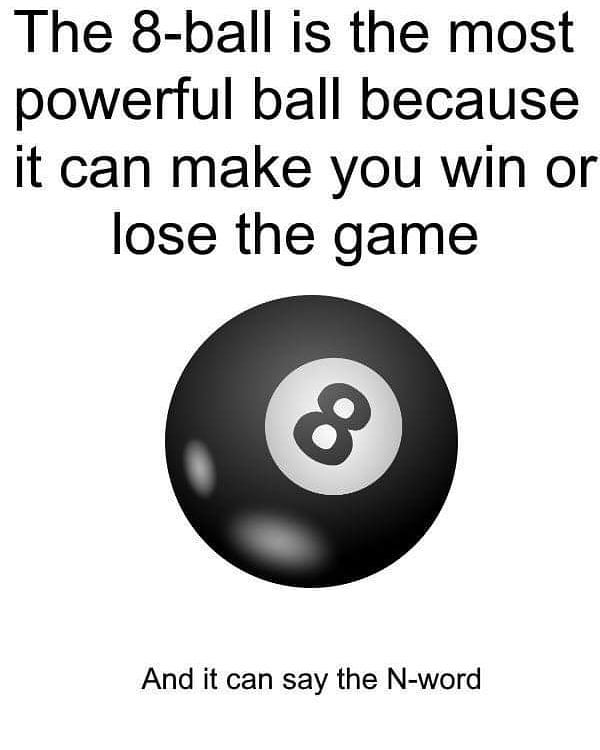 The 8-ball is the most
powerful ball because
it can make you win or
lose the game
8
And it can say the N-word